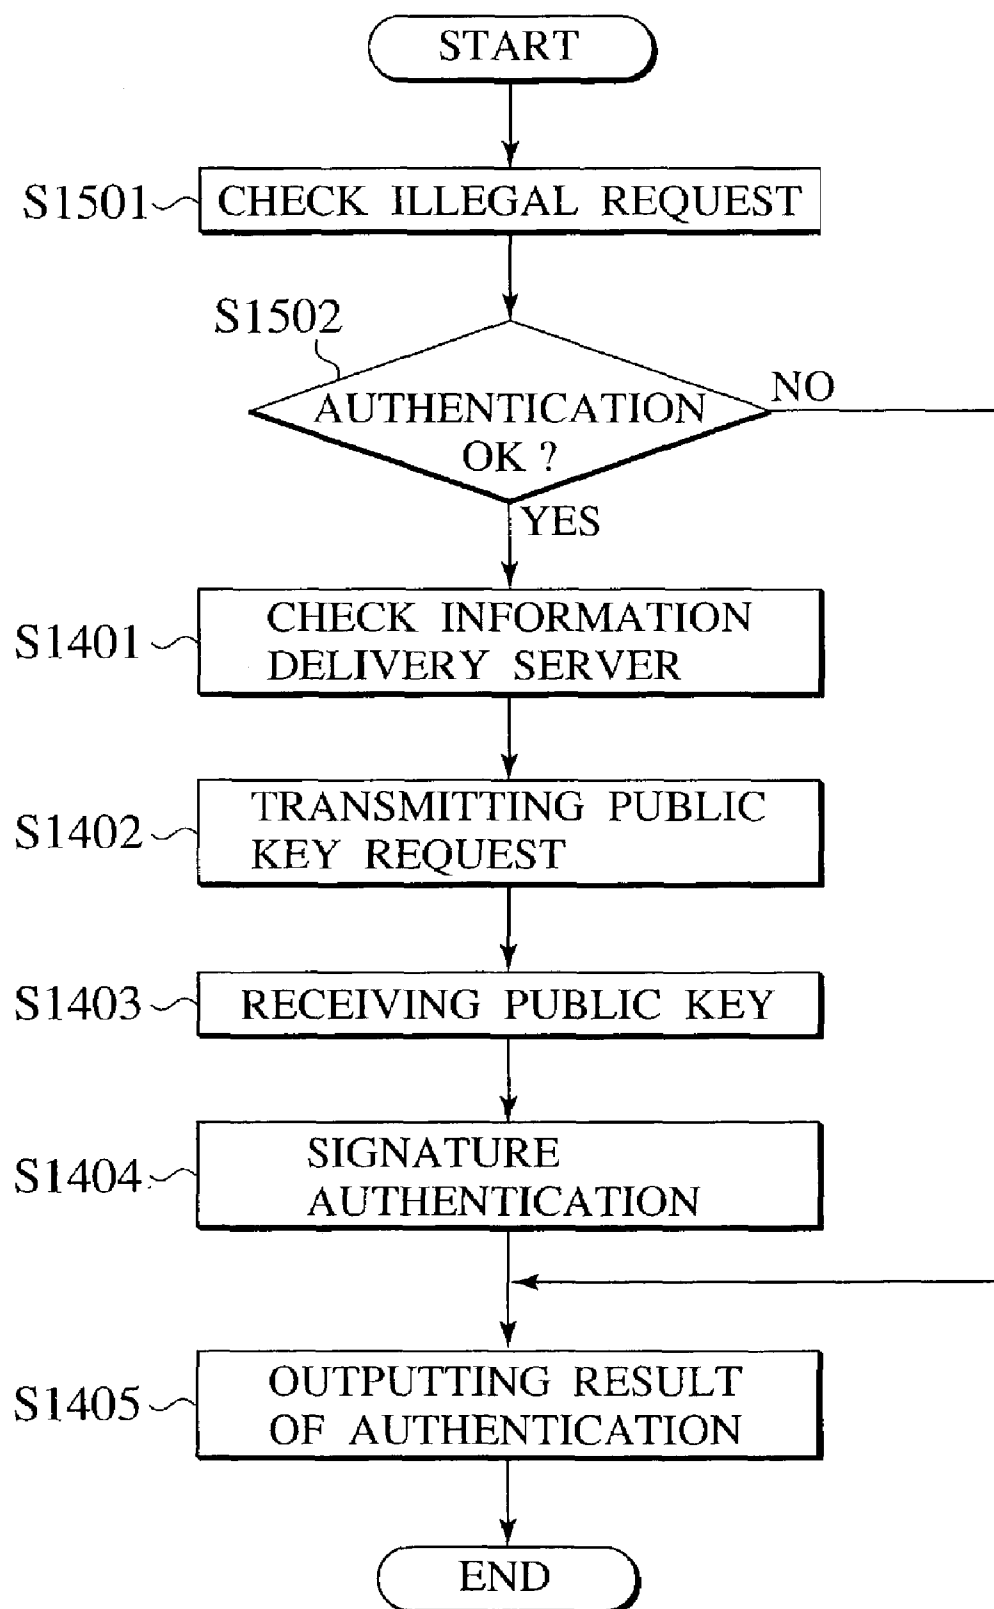 START
S1501
CHECK ILLEGAL REQUEST
S1502
AUTHENTICATION
OK ?
NO
YES
S1401
CHECK INFORMATION
DELIVERY SERVER
S1402
TRANSMITTING PUBLIC
KEY REQUEST
S1403
RECEIVING PUBLIC KEY
S1404
SIGNATURE
AUTHENTICATION
S1405
OUTPUTTING RESULT
OF AUTHENTICATION
END